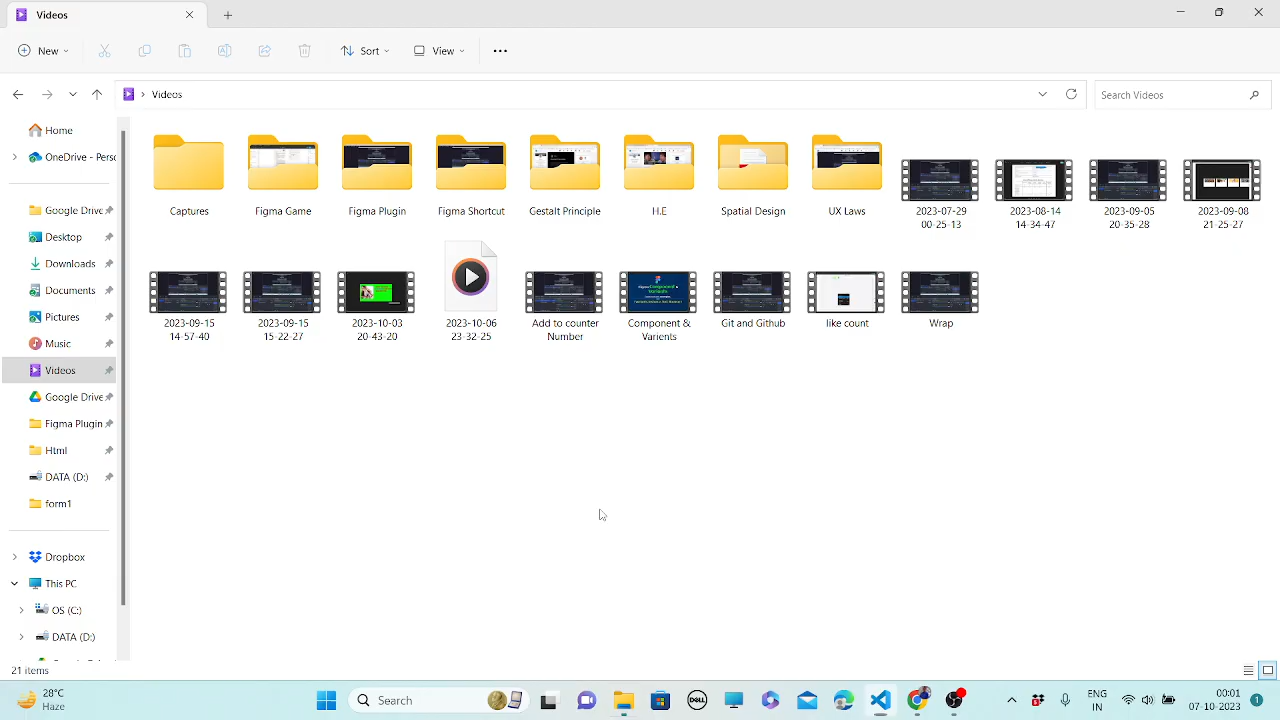 Videos
New
Sort
View
Videos
Search Videos
Home
OneDrive - Pers
Google Drive
Desktop
Downloads
Documents
Pictures
Music
Videos
Google Drive
Figma Plugin
Html
DATA (D:)
form1
Dropbox
This PC
OS (C:)
DATA (D:)
Captures
Figma Game
Figma Plugin
Figma Shortcut
Gestalt Principle
H.E
Spatial Design
UX Laws
2023-07-29
00-25-13
2023-08-14
14-34-47
2023-09-05
20-35-28
2023-09-08
21-25-27
2023-09-15
14-57-40
2023-09-15
15-22-27
2023-10-03
20-43-20
2023-10-06
23-32-25
Add to counter
Number
Component &
Varients
Git and Github
like count
Wrap
21 items
28°C
Haze
Search
DELL
ENG
IN
00:01
07-10-2023
1